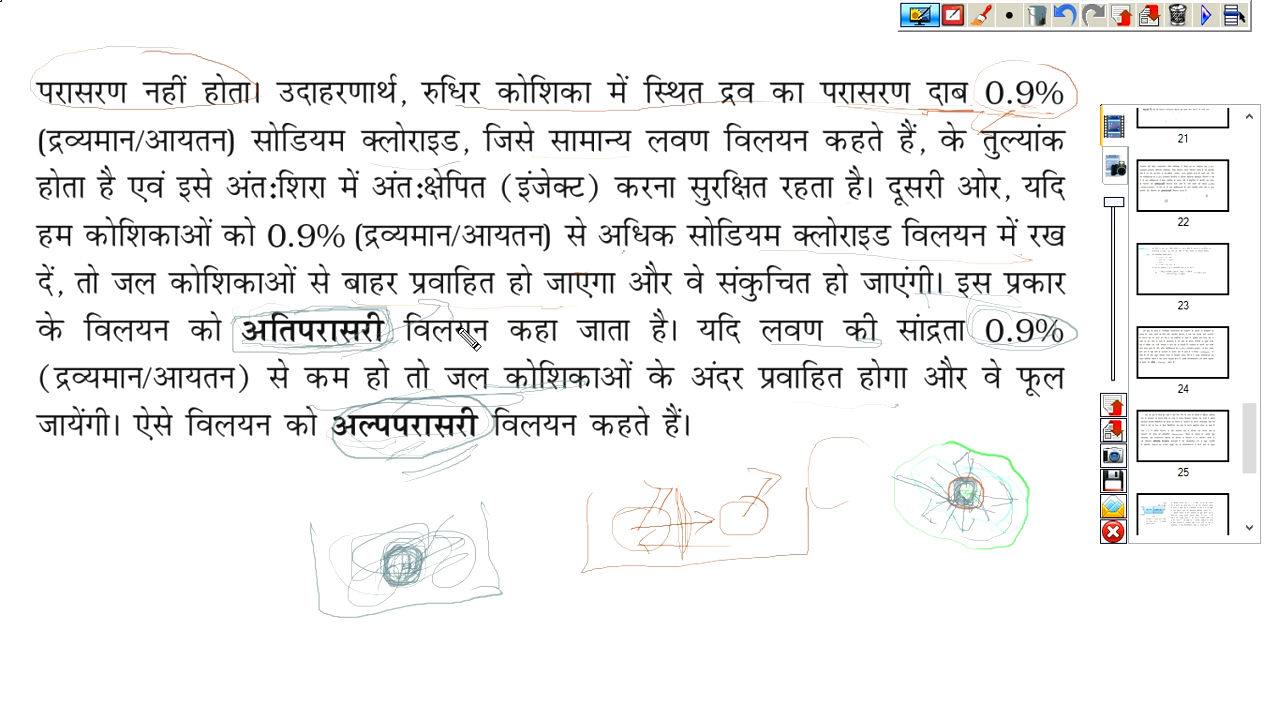 परासरण नहीं होता। उदाहरणार्थ, रुधिर कोशिका में स्थित द्रव का परासरण दाब 0.9%
(द्रव्यमान/आयतन) सोडियम क्लोराइड, जिसे सामान्य लवण विलयन कहते हैं, के तुल्यांक
होता है एवं इसे अंत:शिरा में अंत:क्षेपित (इंजेक्ट) करना सुरक्षित रहता है। दूसरी ओर, यदि
हम कोशिकाओं को 0.9% (द्रव्यमान/आयतन) से अधिक सोडियम क्लोराइड विलयन में रख
दें, तो जल कोशिकाओं से बाहर प्रवाहित हो जाएगा और वे संकुचित हो जाएंगी। इस प्रकार
के विलयन को अतिपरासरी विलयन कहा जाता है। यदि लवण की सांद्रता 0.9%
(द्रव्यमान/आयतन) से कम हो तो जल कोशिकाओं के अंदर प्रवाहित होगा और वे फूल
जायेंगी। ऐसे विलयन को अल्पपरासरी विलयन कहते हैं।
21
22
23
24
25